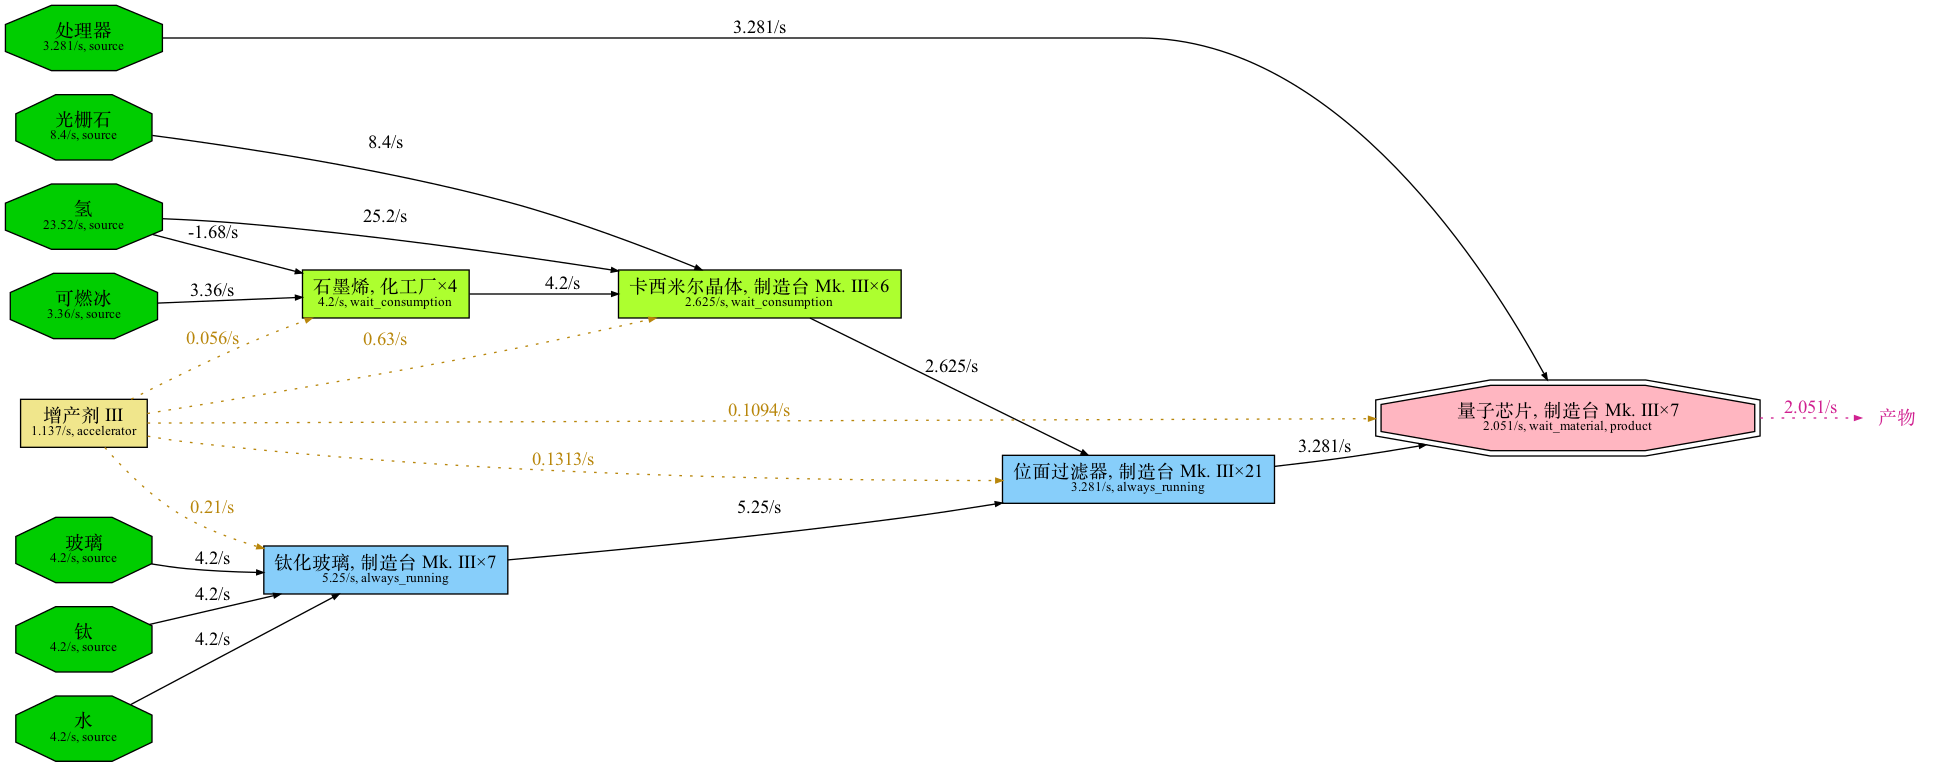 处理器
3.281/s, source
3.281/s
光栅石
8.4/s, source
8.4/s
氢
23.52/s, source
25.2/s
-1.68/s
可燃冰
3.36/s, source
3.36/s
石墨烯, 化工厂×4
4.2/s, wait_consumption
4.2/s
卡西米尔晶体, 制造台 Mk. III×6
2.625/s, wait_consumption
0.056/s
0.63/s
2.625/s
增产剂 III
1.137/s, accelerator
0.1094/s
0.1313/s
0.21/s
量子芯片, 制造台 Mk. III×7
2.051/s, wait_material, product
2.051/s
产物
3.281/s
位面过滤器, 制造台 Mk. III×21
3.281/s, always_running
5.25/s
玻璃
4.2/s, source
4.2/s
钛化玻璃, 制造台 Mk. III×7
5.25/s, always_running
钛
4.2/s, source
4.2/s
水
4.2/s, source
4.2/s